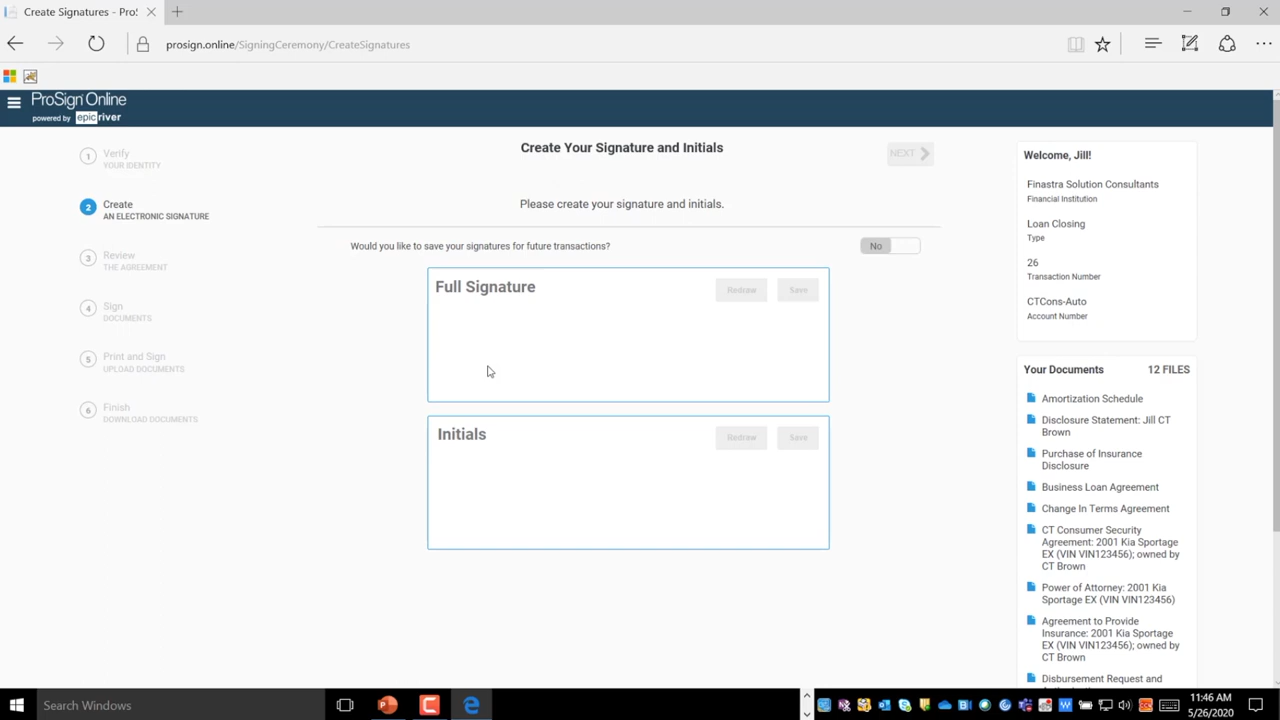 Create Signatures - ProS
prosign.online/SigningCeremony/CreateSignatures
ProSign Online
powered by epic river
1 Verify
YOUR IDENTITY
2 Create
AN ELECTRONIC SIGNATURE
3 Review
THE AGREEMENT
4 Sign
DOCUMENTS
5 Print and Sign
UPLOAD DOCUMENTS
6 Finish
DOWNLOAD DOCUMENTS
Create Your Signature and Initials
NEXT
Please create your signature and initials.
Would you like to save your signatures for future transactions?
No
Full Signature
Redraw
Save
Initials
Redraw
Save
Welcome, Jill!
Finastra Solution Consultants
Financial Institution
Loan Closing
Type
26
Transaction Number
CTCons-Auto
Account Number
Your Documents 12 FILES
Amortization Schedule
Disclosure Statement: Jill CT
Brown
Purchase of Insurance
Disclosure
Business Loan Agreement
Change In Terms Agreement
CT Consumer Security
Agreement: 2001 Kia Sportage
EX (VIN VIN123456); owned by
CT Brown
Power of Attorney: 2001 Kia
Sportage EX (VIN VIN123456)
Agreement to Provide
Insurance: 2001 Kia Sportage
EX (VIN VIN123456); owned by
CT Brown
Disbursement Request and
Search Windows
11:46 AM
5/26/2020